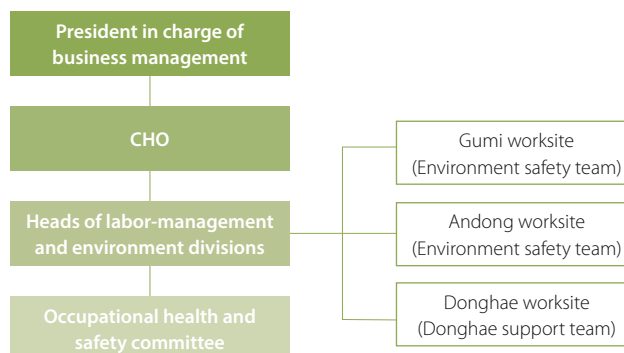 President in charge of
business management
CHO
Heads of labor-management
and environment divisions
Occupational health and
safety committee
Gumi worksite
(Environment safety team)
Andong worksite
(Environment safety team)
Donghae worksite
(Donghae support team)